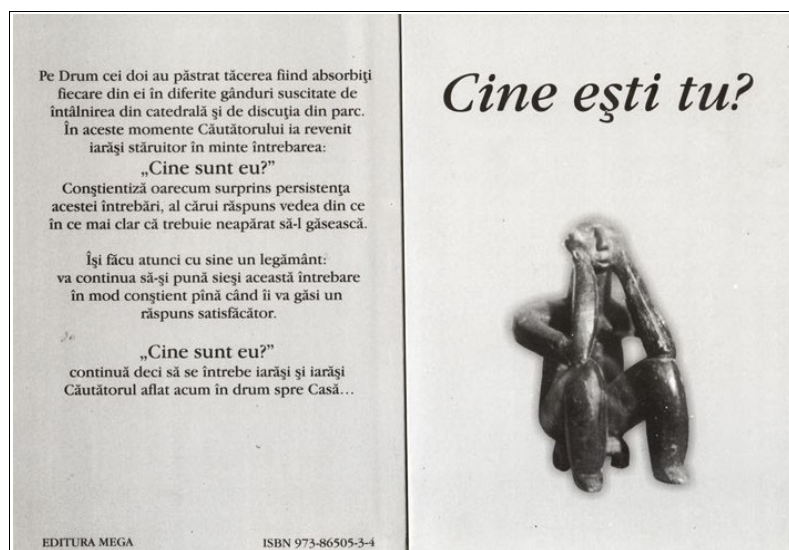 Pe Drum cei doi au păstrat tăcerea fiind absorbiţi
fiecare din ei în diferite gânduri suscitate de
întâlnirea din catedrală şi de discuţia din parc.
În aceste momente Căutătorului ia revenit
iarăşi stăruitor în minte întrebarea:
„Cine sunt eu?”
Conştientiză oarecum surprins persistenţa
acestei întrebări, al cărui răspuns vedea din ce
în ce mai clar că trebuie neapărat să-l găsească.
Îşi făcu atunci cu sine un legământ:
va continua să-şi pună sieşi această întrebare
în mod conştient pînă când îi va găsi un
răspuns satisfăcător.
„Cine sunt eu?”
continuă deci să se întrebe iarăşi şi iarăşi
Căutătorul aflat acum în drum spre Casă…
EDITURA MEGA
ISBN 973-86505-3-4
Cine eşti tu?